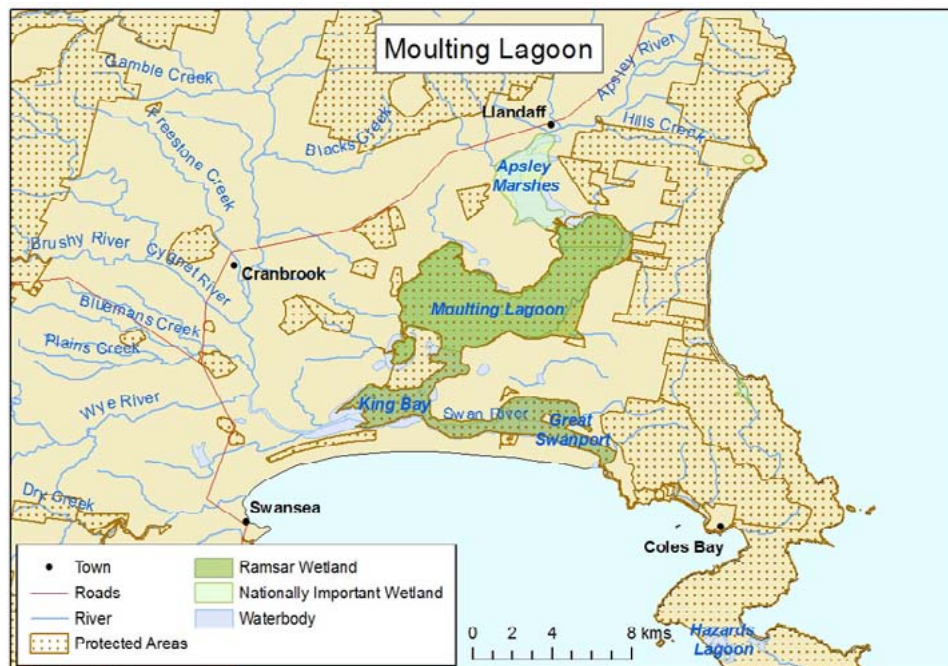 Moulting Lagoon
Gamble Creek
Freestone Creek
Blacks Creek
Llandaff
Apsley River
Hills Creek
Apsley
Marshes
Brushy River
Cygnet River
Cranbrook
Bluemans Creek
Plains Creek
Moulting Lagoon
Wye River
King Bay
Swan River
Great
Swanport
Dry Creek
Swansea
Coles Bay
Hazards
Lagoon
Town
Roads
River
Protected Areas
Ramsar Wetland
Nationally Important Wetland
Waterbody
0 2 4 8 kms